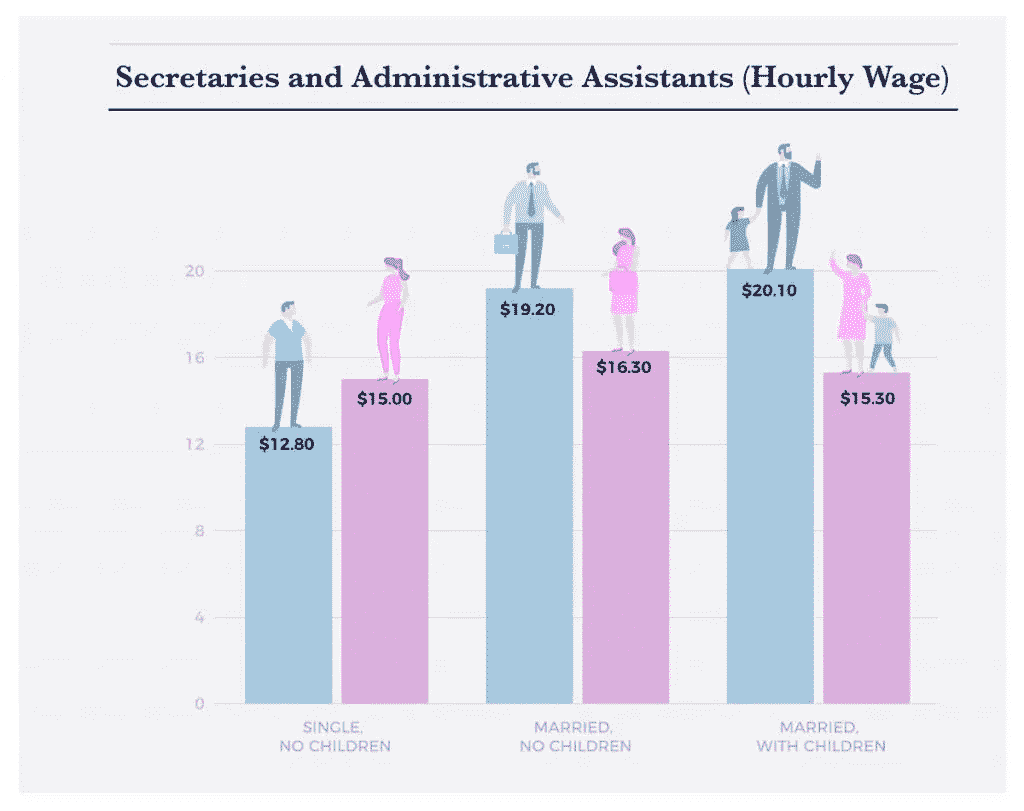 Secretaries and Administrative Assistants (Hourly Wage)
20
16
12
8
4
0
$12.80
$15.00
$19.20
$16.30
$20.10
$15.30
SINGLE,
NO CHILDREN
MARRIED,
NO CHILDREN
MARRIED,
WITH CHILDREN